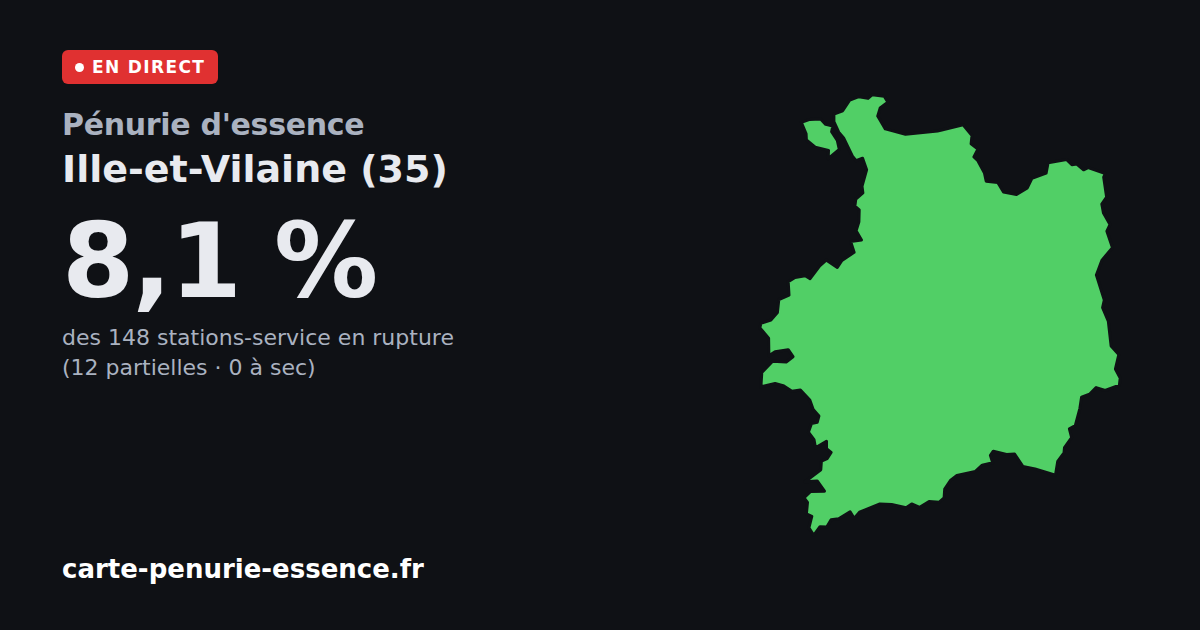 EN DIRECT
Pénurie d'essence
Ille-et-Vilaine (35)
8,1 %
des 148 stations-service en rupture
(12 partielles · 0 à sec)
carte-penurie-essence.fr